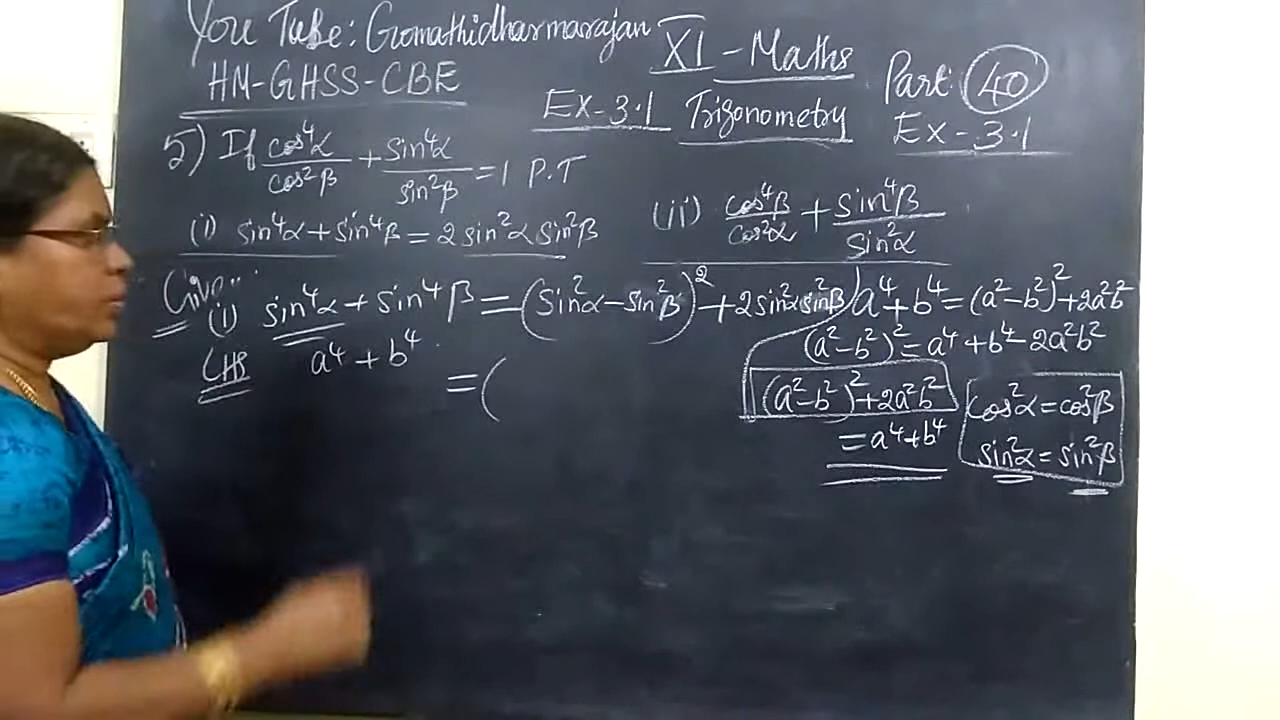 You Tube: Gomathidharmarajan
HM-GHSS-CBE
XI - Maths
Part: 40
Ex-3.1 Trigonometry
Ex-3.1
5) If cos⁴α/cos²β + sin⁴α/sin²β = 1 P.T
(i) sin⁴α + sin⁴β = 2 sin²α sin²β
(ii) cos⁴β/cos²α + sin⁴β/sin²α
Given:
(i) sin⁴α + sin⁴β = (sin²α - sin²β)² + 2sin²α sin²β
LHS a⁴ + b⁴
= (
a⁴ + b⁴ = (a² - b²)² + 2a²b²
(a² - b²)² = a⁴ + b⁴ - 2a²b²
(a² - b²)² + 2a²b²
= a⁴ + b⁴
cos²α = cos²β
sin²α = sin²β